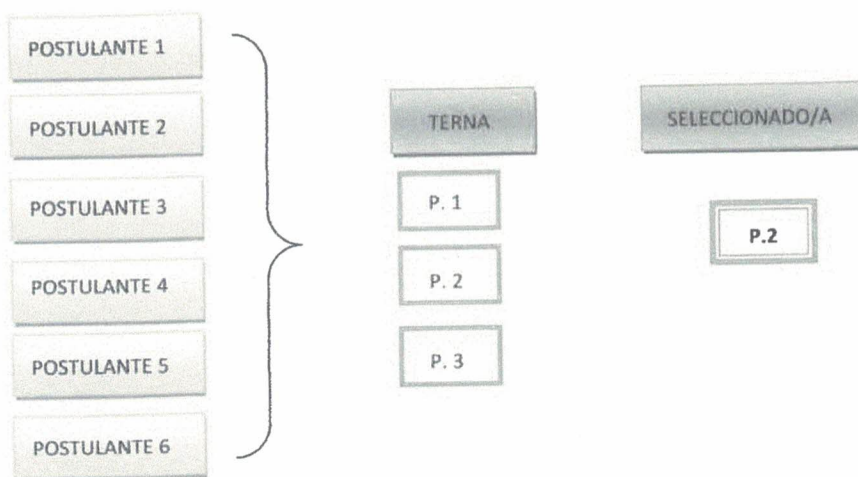 POSTULANTE 1
POSTULANTE 2
POSTULANTE 3
POSTULANTE 4
POSTULANTE 5
POSTULANTE 6
TERNA
P. 1
P. 2
P. 3
SELECCIONADO/A
P.2